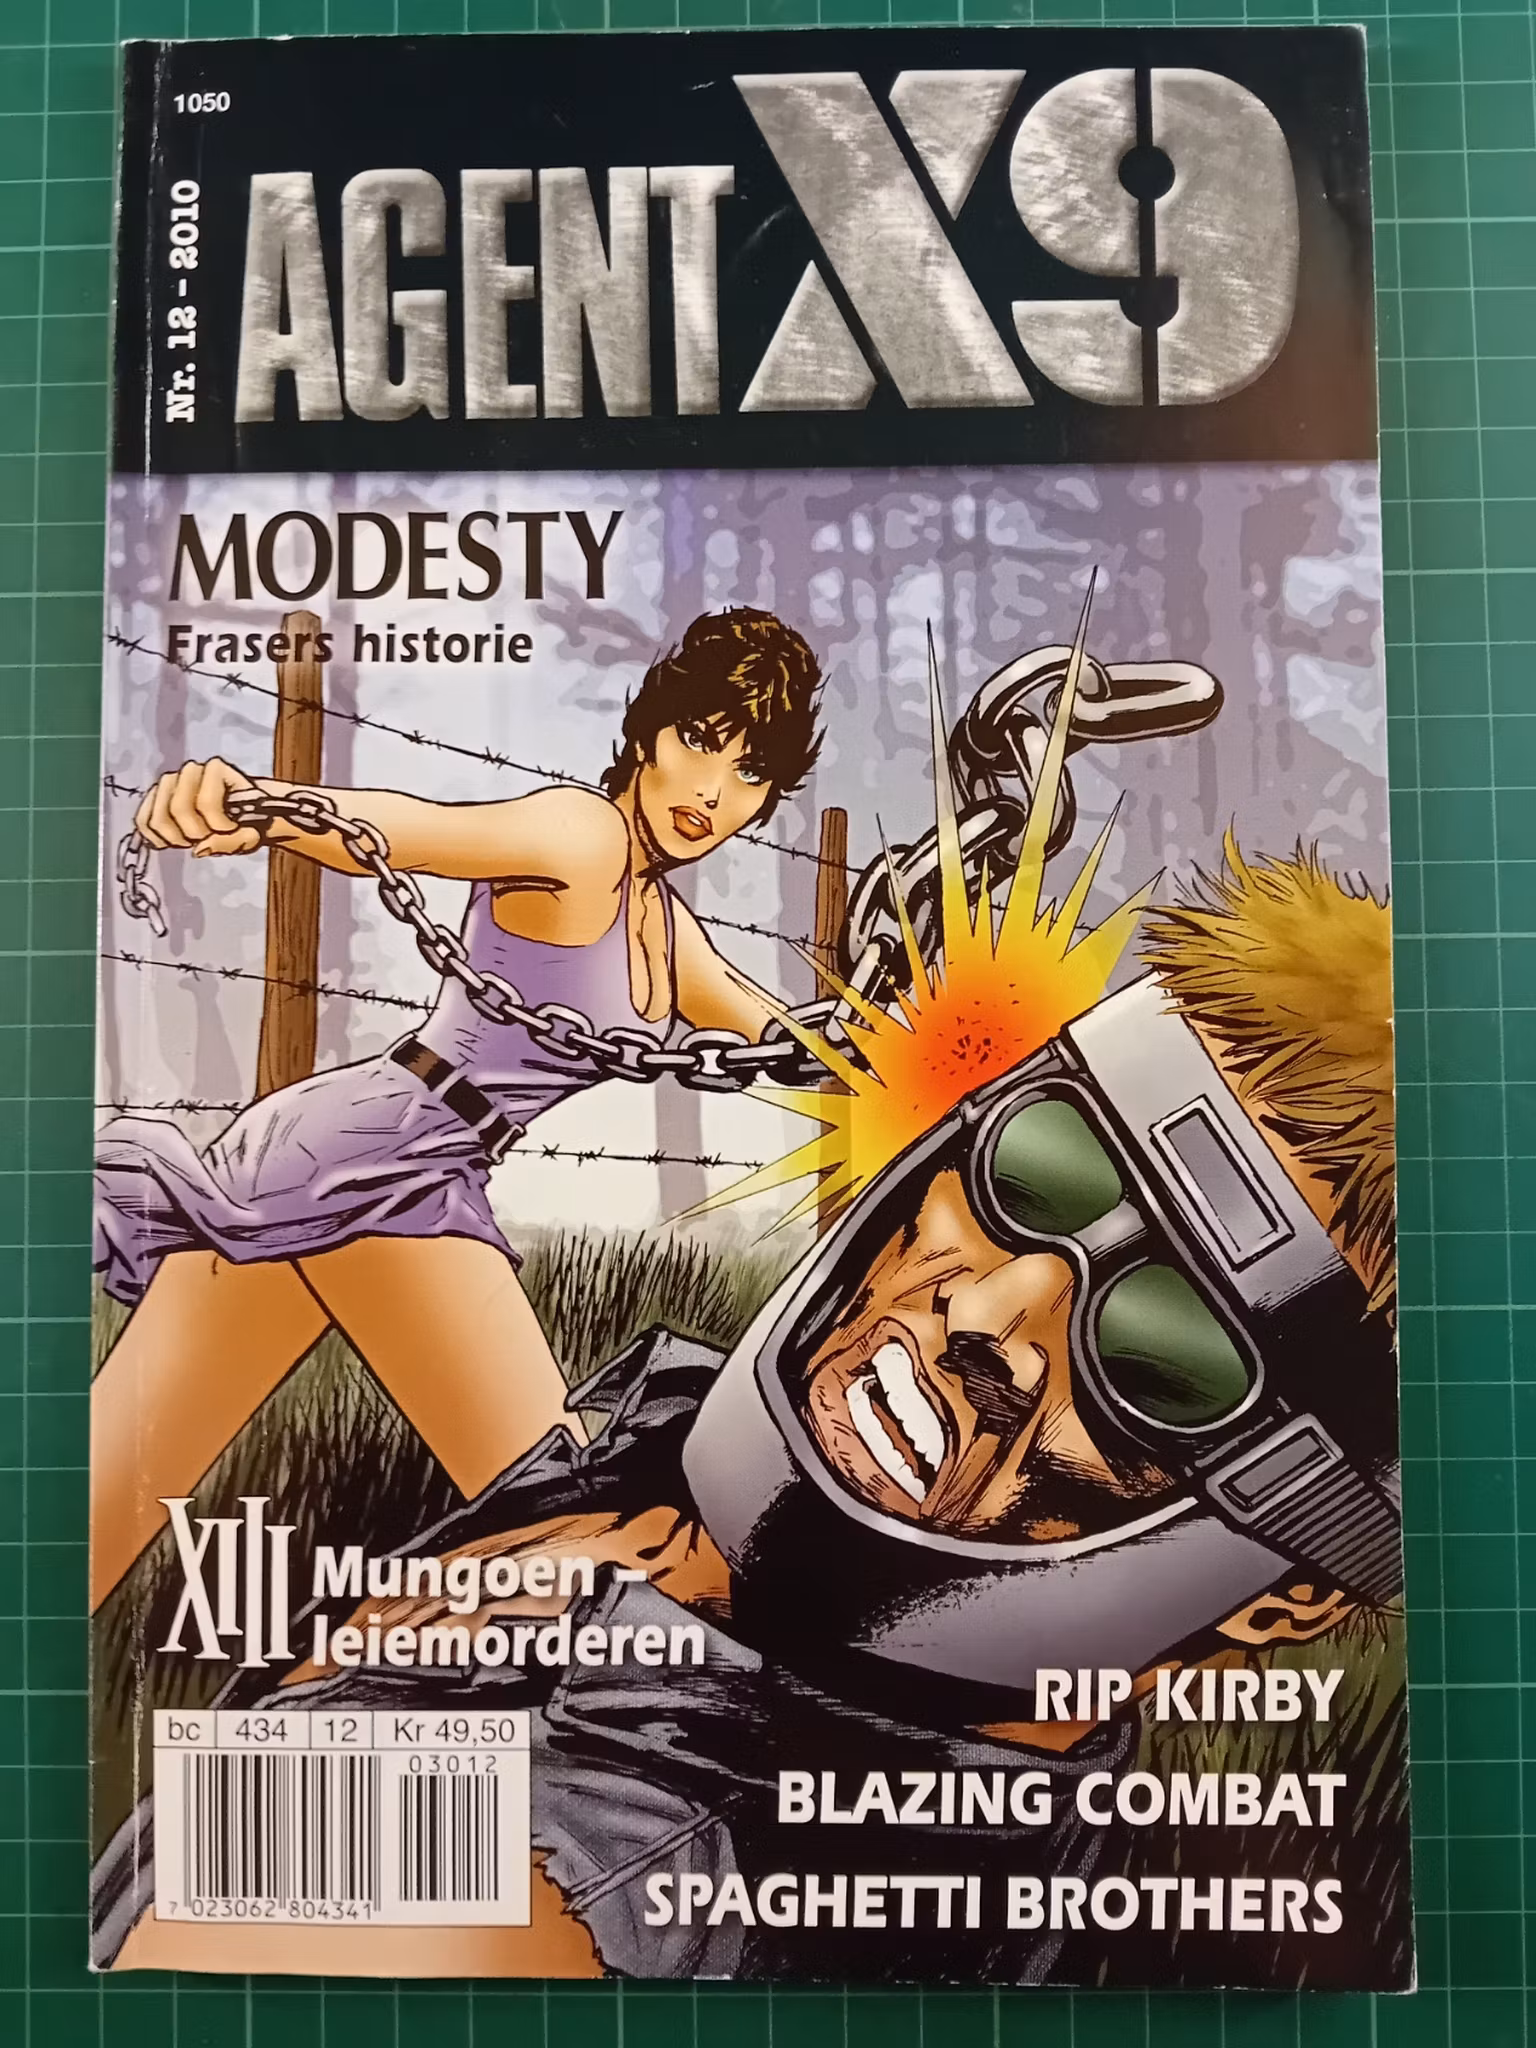 1050
Nr. 12 - 2010
AGENT X9
MODESTY
Frasers historie
XIII
Mungoen -
leiemorderen
RIP KIRBY
BLAZING COMBAT
SPAGHETTI BROTHERS
bc 434 12 Kr 49,50
03012
7 023062 804341